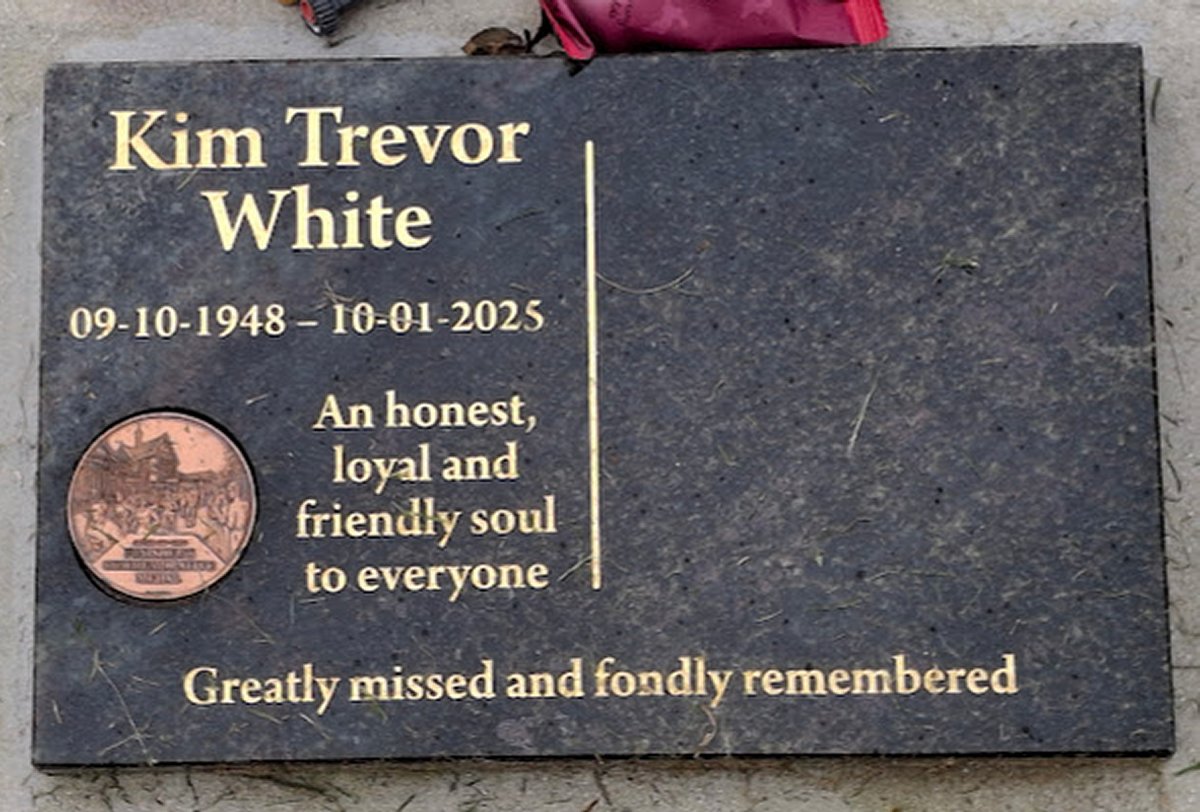 Kim Trevor
White
09-10-1948 – 10-01-2025
An honest,
loyal and
friendly soul
to everyone
Greatly missed and fondly remembered